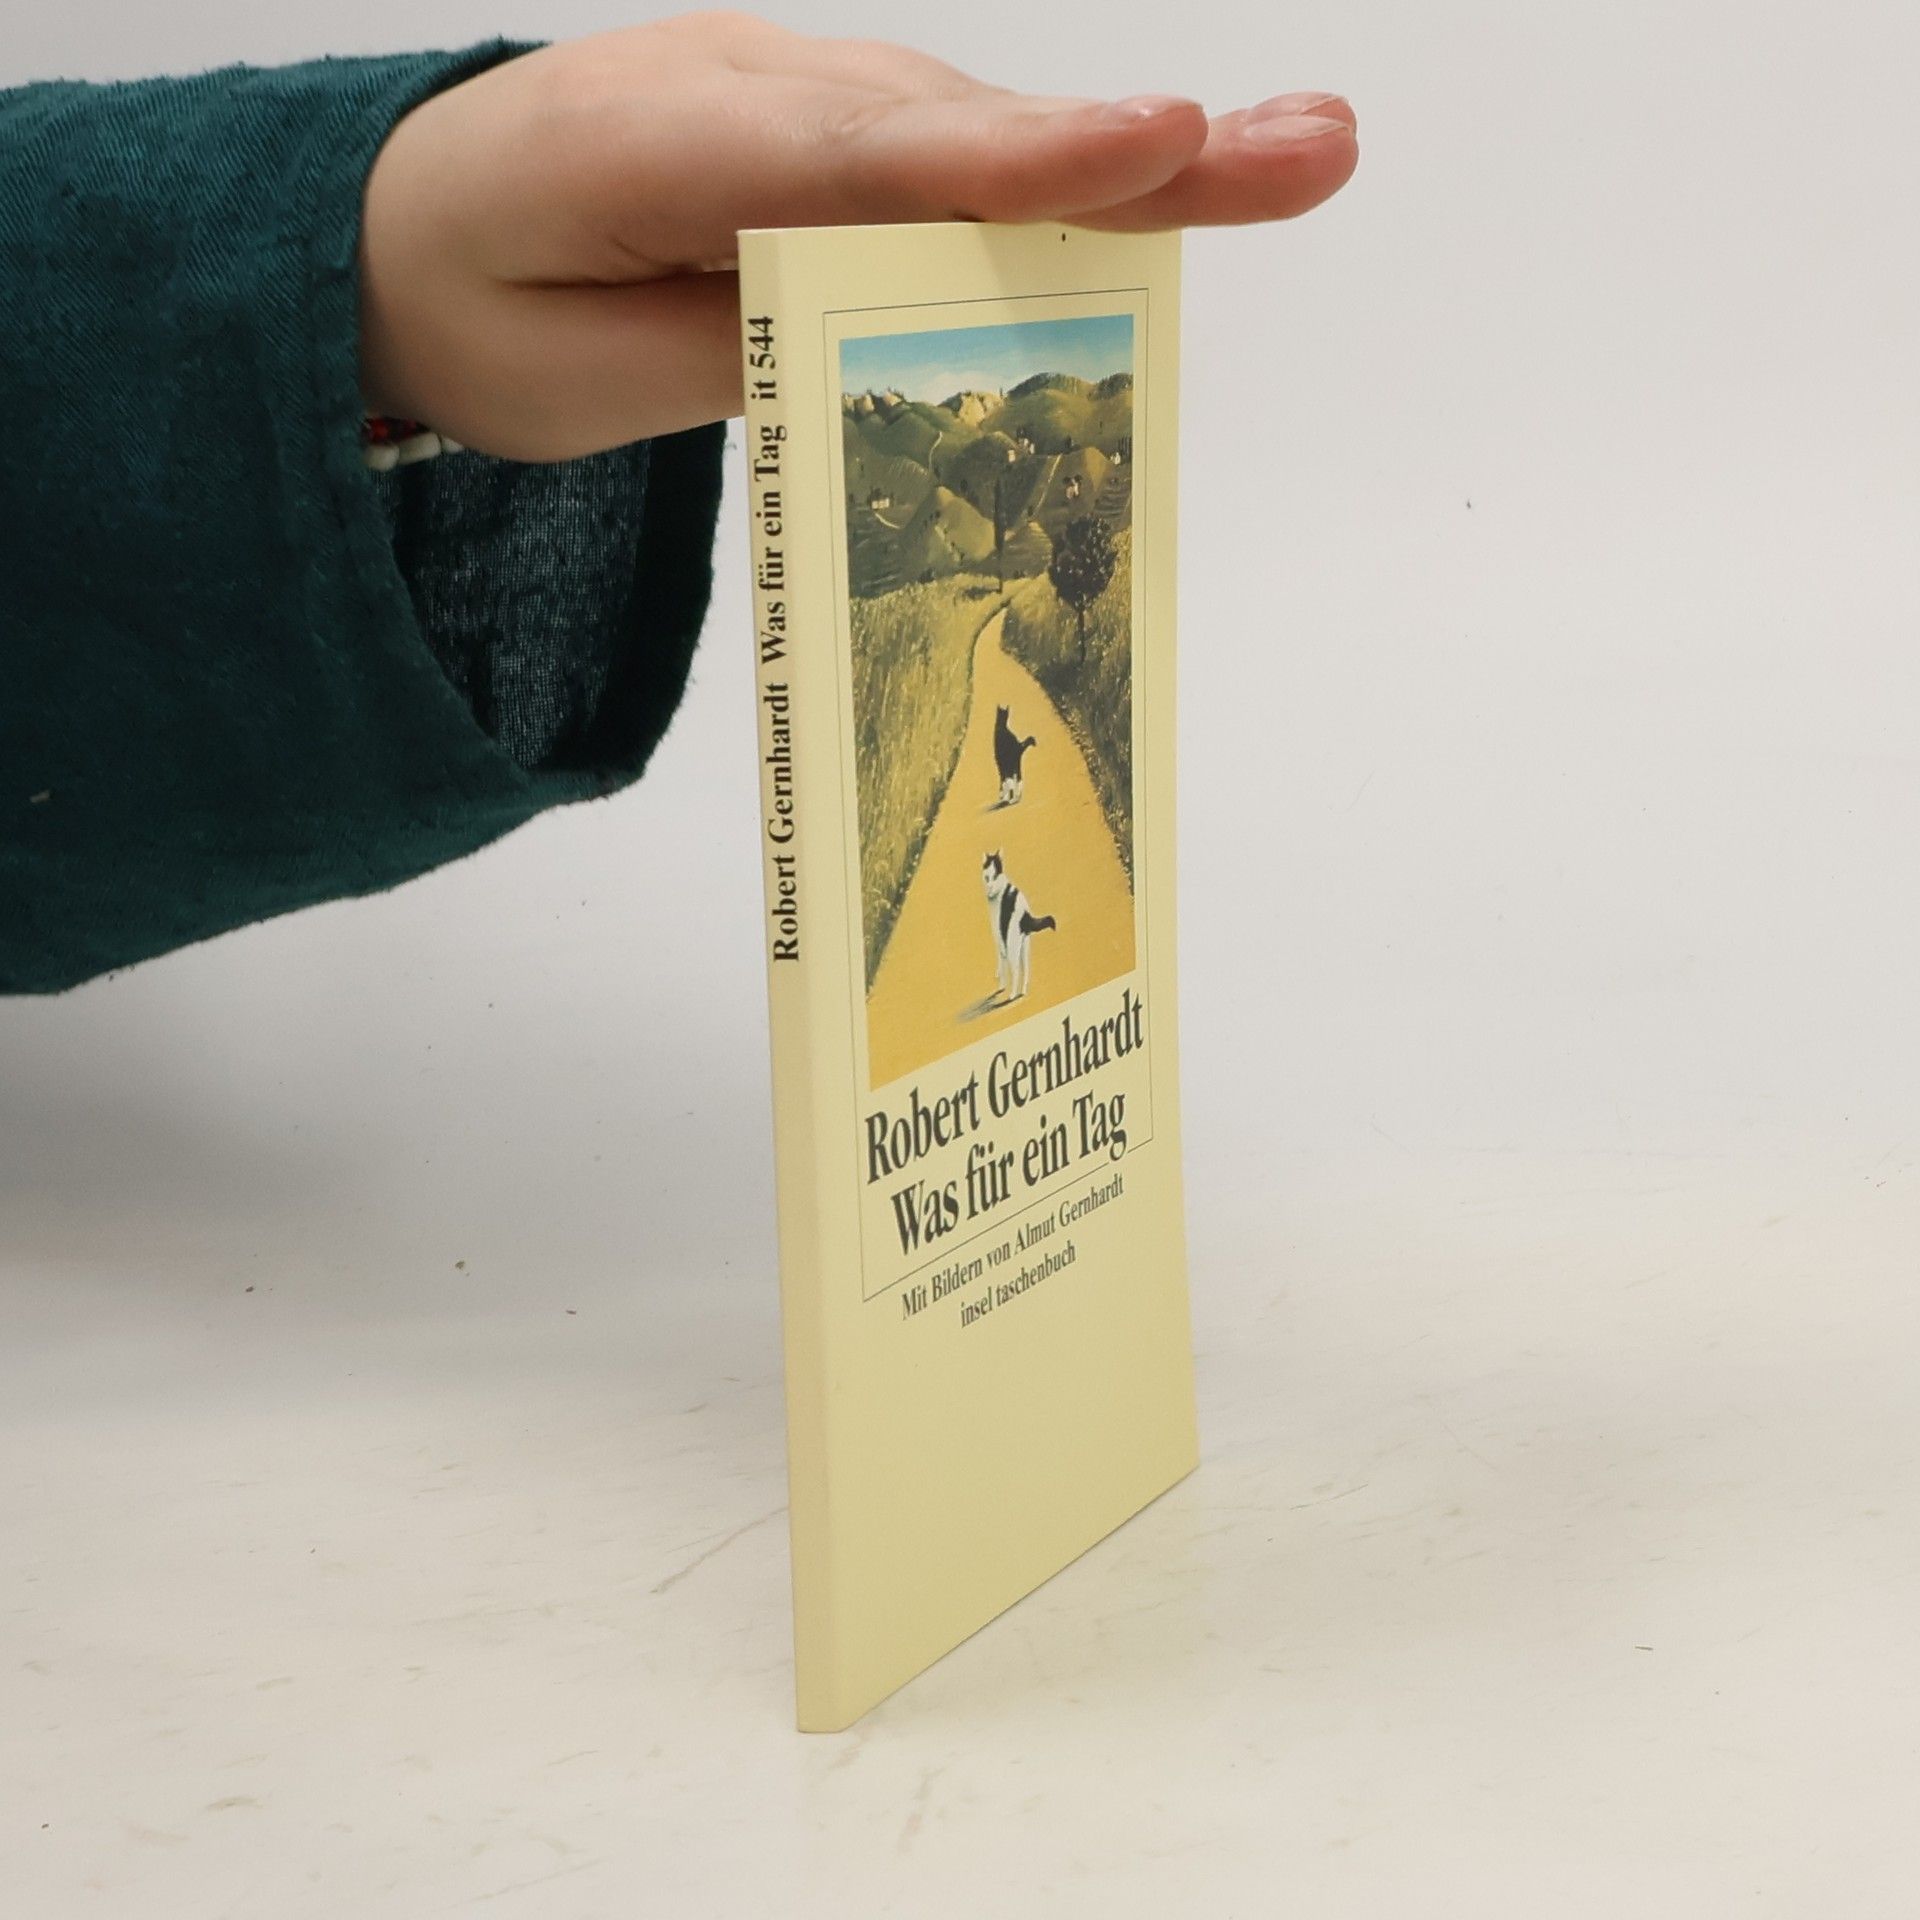 Robert Gernhardt Was für ein Tag it 544
Robert Gernhardt
Was für ein Tag
Mit Bildern von Almut Gernhardt
insel taschenbuch